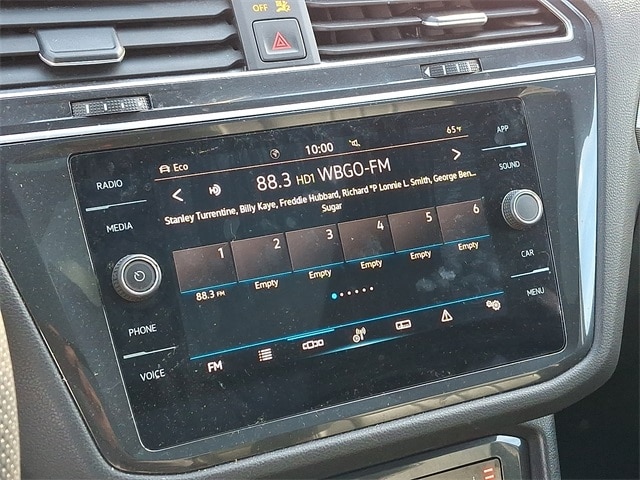 OFF
RADIO
MEDIA
PHONE
VOICE
Eco
10:00
65°F
88.3 HD1 WBGO-FM
Stanley Turrentine, Billy Kaye, Freddie Hubbard, Richard "P Lonnie L. Smith, George Ben...
Sugar
1 2 3 4 5 6
88.3 FM Empty Empty Empty Empty Empty
FM
APP
SOUND
CAR
MENU